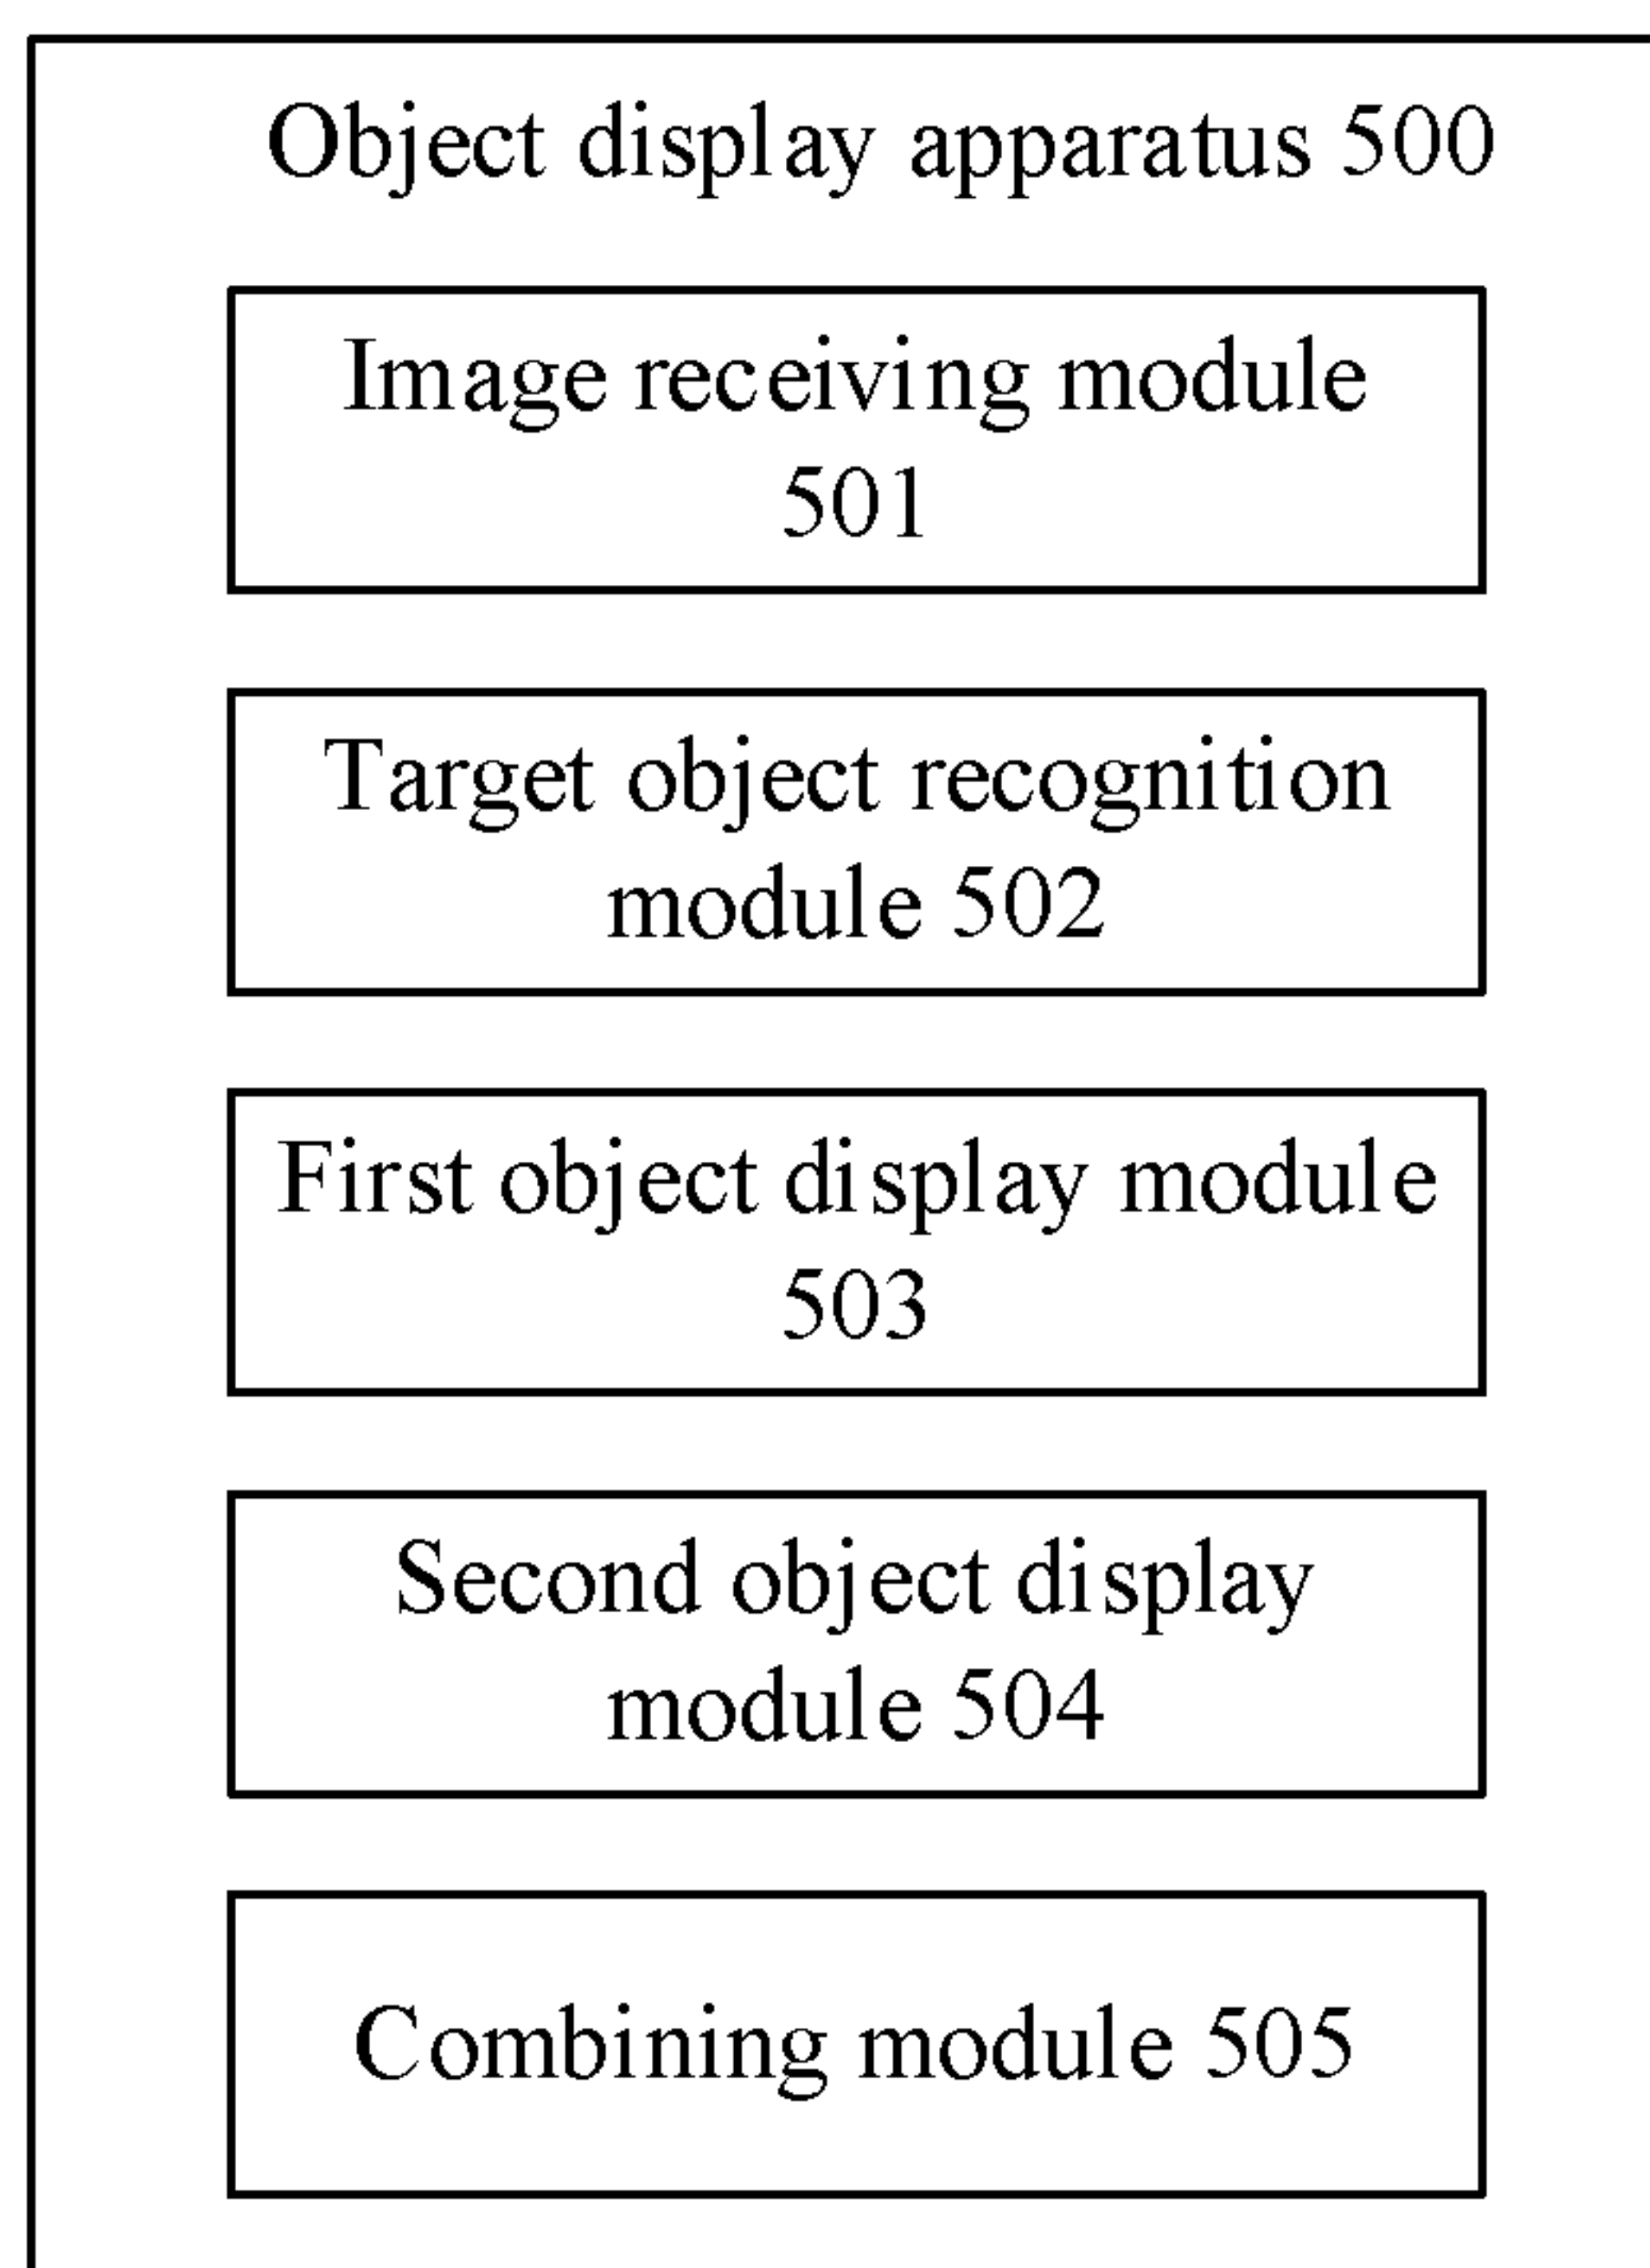 Object display apparatus 500
Image receiving module
501
Target object recognition
module 502
First object display module
503
Second object display
module 504
Combining module 505